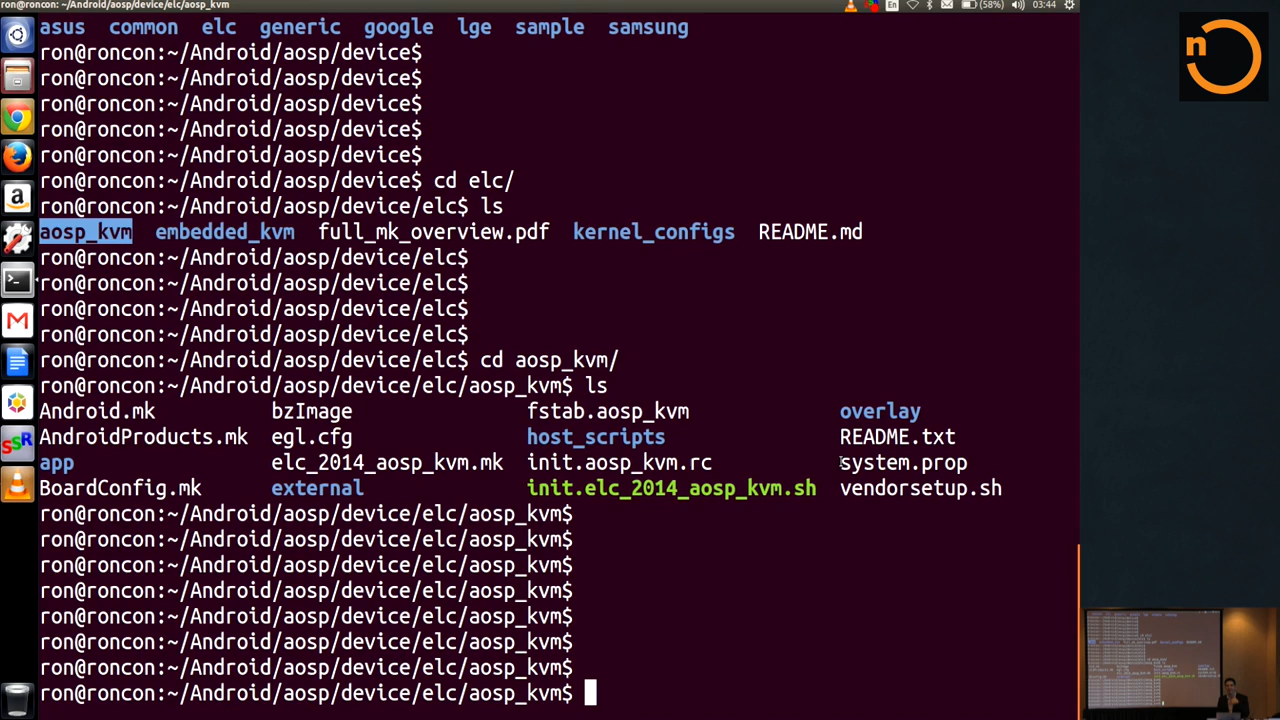 ron@roncon: ~/Android/aosp/device/elc/aosp_kvm En (58%) 03:44
asus common elc generic google lge sample samsung
ron@roncon:~/Android/aosp/device$
ron@roncon:~/Android/aosp/device$
ron@roncon:~/Android/aosp/device$
ron@roncon:~/Android/aosp/device$
ron@roncon:~/Android/aosp/device$
ron@roncon:~/Android/aosp/device$ cd elc/
ron@roncon:~/Android/aosp/device/elc$ ls
aosp_kvm embedded_kvm full_mk_overview.pdf kernel_configs README.md
ron@roncon:~/Android/aosp/device/elc$
ron@roncon:~/Android/aosp/device/elc$
ron@roncon:~/Android/aosp/device/elc$
ron@roncon:~/Android/aosp/device/elc$
ron@roncon:~/Android/aosp/device/elc$ cd aosp_kvm/
ron@roncon:~/Android/aosp/device/elc/aosp_kvm$ ls
Android.mk bzImage fstab.aosp_kvm overlay
AndroidProducts.mk egl.cfg host_scripts README.txt
app elc_2014_aosp_kvm.mk init.aosp_kvm.rc system.prop
BoardConfig.mk external init.elc_2014_aosp_kvm.sh vendorsetup.sh
ron@roncon:~/Android/aosp/device/elc/aosp_kvm$
ron@roncon:~/Android/aosp/device/elc/aosp_kvm$
ron@roncon:~/Android/aosp/device/elc/aosp_kvm$
ron@roncon:~/Android/aosp/device/elc/aosp_kvm$
ron@roncon:~/Android/aosp/device/elc/aosp_kvm$
ron@roncon:~/Android/aosp/device/elc/aosp_kvm$
ron@roncon:~/Android/aosp/device/elc/aosp_kvm$
ron@roncon:~/Android/aosp/device/elc/aosp_kvm$
n
SSR